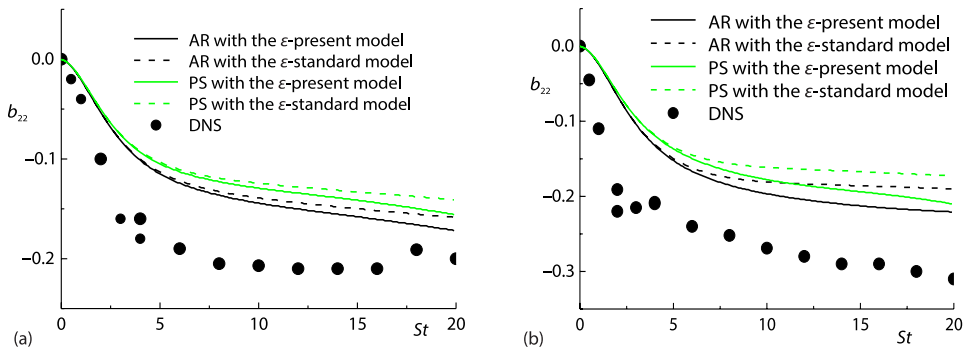 AR with the ε-present model
AR with the ε-standard model
PS with the ε-present model
PS with the ε-standard model
DNS
b22
0.0
−0.1
−0.2
0
5
10
15
20
St
(a)
AR with the ε-present model
AR with the ε-standard model
PS with the ε-present model
PS with the ε-standard model
DNS
b22
0.0
−0.1
−0.2
−0.3
0
5
10
15
20
St
(b)